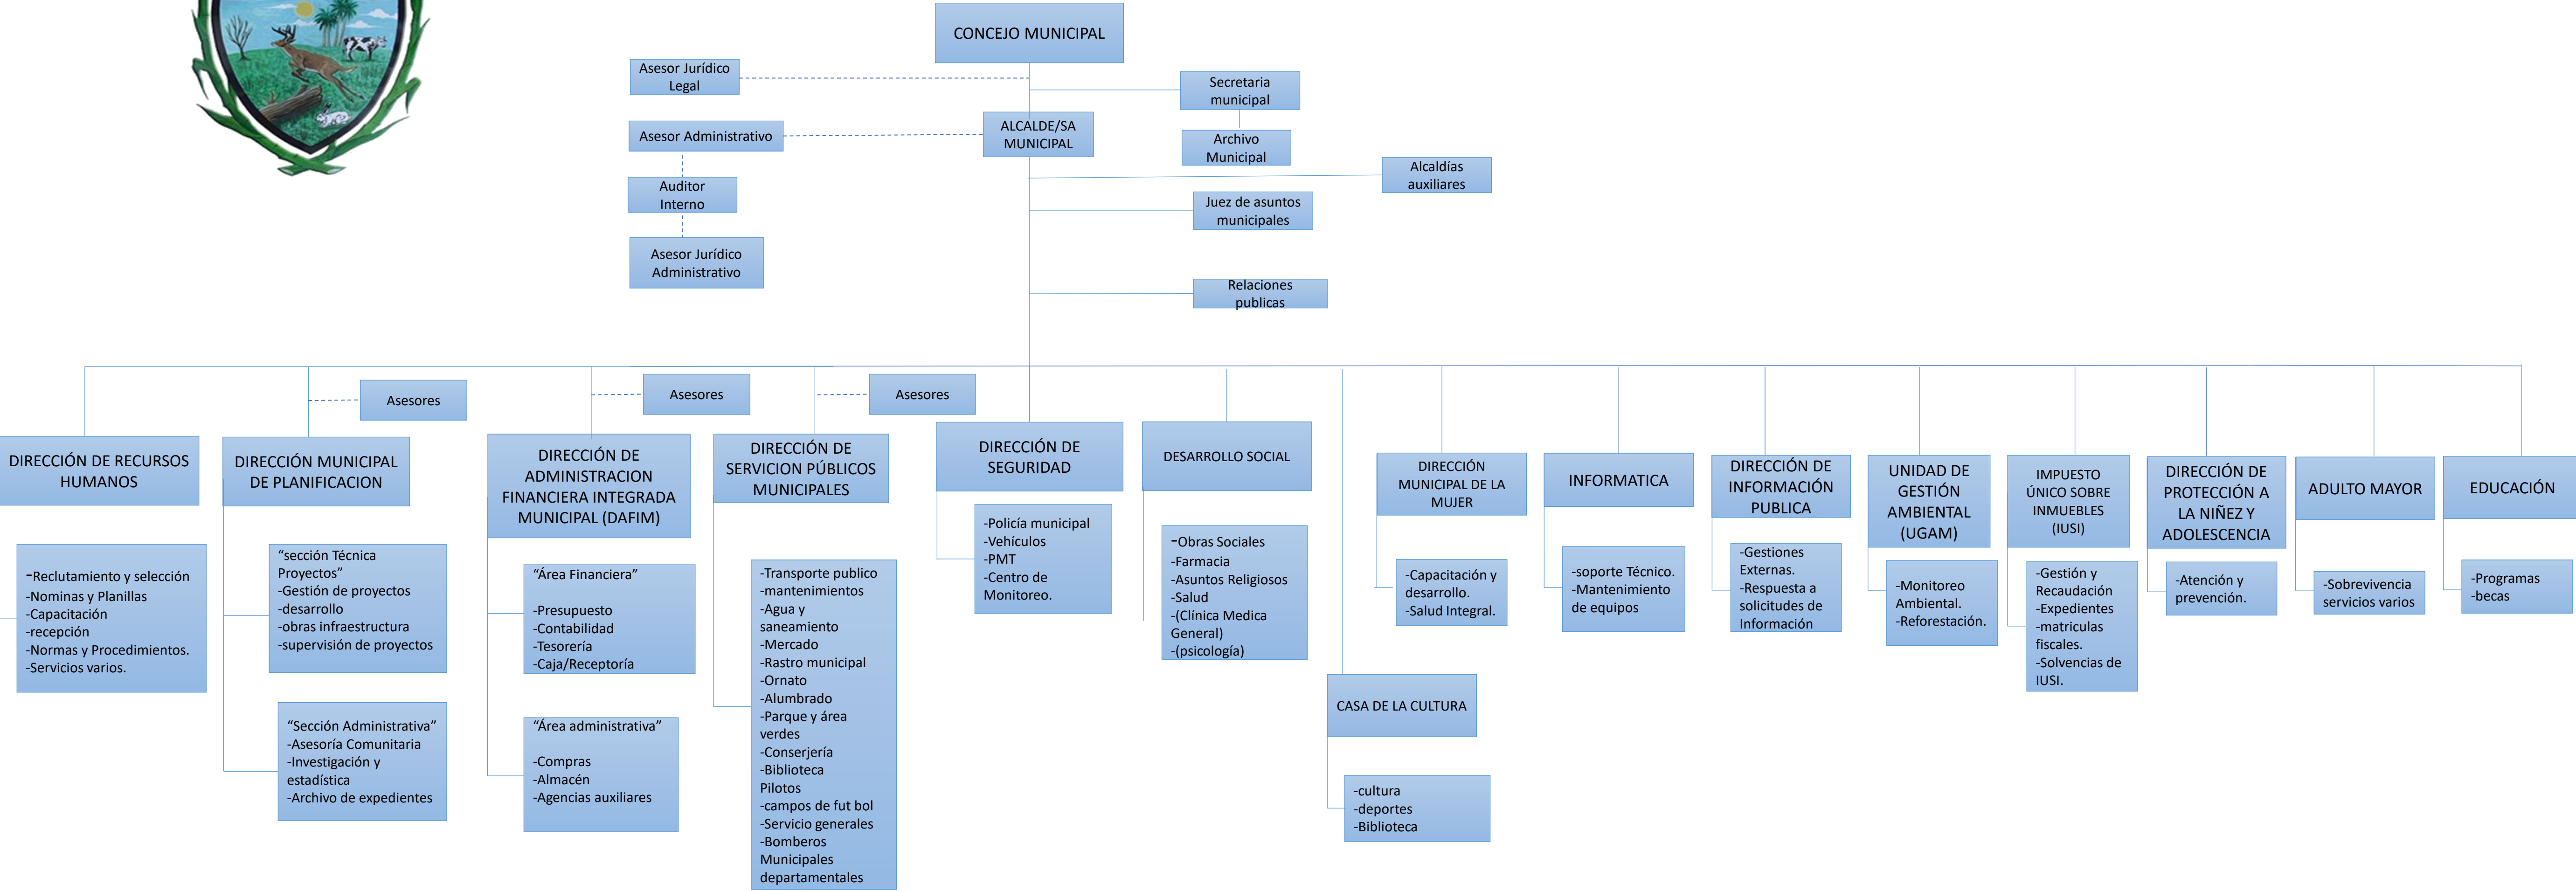 CONCEJO MUNICIPAL
Asesor Jurídico
Legal
Secretaria
municipal
Asesor Administrativo
ALCALDE/SA
MUNICIPAL
Archivo
Municipal
Alcaldías
auxiliares
Auditor
Interno
Juez de asuntos
municipales
Asesor Jurídico
Administrativo
Relaciones
publicas
Asesores
Asesores
Asesores
DIRECCIÓN DE RECURSOS
HUMANOS
-Reclutamiento y selección
-Nominas y Planillas
-Capacitación
-recepción
-Normas y Procedimientos.
-Servicios varios.
DIRECCIÓN MUNICIPAL
DE PLANIFICACION
“sección Técnica
Proyectos”
-Gestión de proyectos
-desarrollo
-obras infraestructura
-supervisión de proyectos
“Sección Administrativa”
-Asesoría Comunitaria
-Investigación y
estadística
-Archivo de expedientes
DIRECCIÓN DE
ADMINISTRACION
FINANCIERA INTEGRADA
MUNICIPAL (DAFIM)
“Área Financiera”
-Presupuesto
-Contabilidad
-Tesorería
-Caja/Receptoría
“Área administrativa”
-Compras
-Almacén
-Agencias auxiliares
DIRECCIÓN DE
SERVICION PÚBLICOS
MUNICIPALES
-Transporte publico
-mantenimientos
-Agua y
saneamiento
-Mercado
-Rastro municipal
-Ornato
-Alumbrado
-Parque y área
verdes
-Conserjería
-Biblioteca
Pilotos
-campos de fut bol
-Servicio generales
-Bomberos
Municipales
departamentales
DIRECCIÓN DE
SEGURIDAD
-Policía municipal
-Vehículos
-PMT
-Centro de
Monitoreo.
DESARROLLO SOCIAL
-Obras Sociales
-Farmacia
-Asuntos Religiosos
-Salud
-(Clínica Medica
General)
-(psicología)
CASA DE LA CULTURA
-cultura
-deportes
-Biblioteca
DIRECCIÓN
MUNICIPAL DE LA
MUJER
-Capacitación y
desarrollo.
-Salud Integral.
INFORMATICA
-soporte Técnico.
-Mantenimiento
de equipos
DIRECCIÓN DE
INFORMACIÓN
PUBLICA
-Gestiones
Externas.
-Respuesta a
solicitudes de
Información
UNIDAD DE
GESTIÓN
AMBIENTAL
(UGAM)
-Monitoreo
Ambiental.
-Reforestación.
IMPUESTO
ÚNICO SOBRE
INMUEBLES
(IUSI)
-Gestión y
Recaudación
-Expedientes
-matriculas
fiscales.
-Solvencias de
IUSI.
DIRECCIÓN DE
PROTECCIÓN A
LA NIÑEZ Y
ADOLESCENCIA
-Atención y
prevención.
ADULTO MAYOR
-Sobrevivencia
servicios varios
EDUCACIÓN
-Programas
-becas